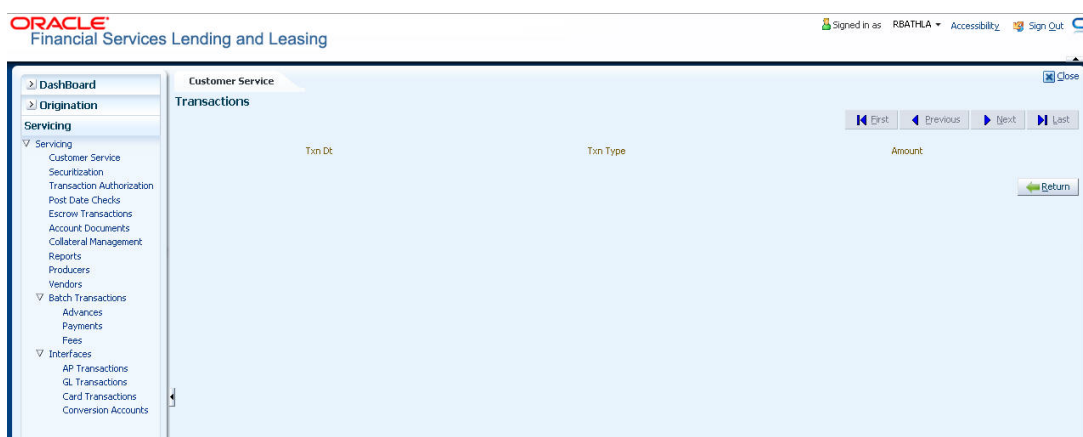 ORACLE
Financial Services Lending and Leasing
Signed in as RBATHLA Accessibility Sign Out
DashBoard
Origination
Servicing
Servicing
Customer Service
Securitization
Transaction Authorization
Post Date Checks
Escrow Transactions
Account Documents
Collateral Management
Reports
Producers
Vendors
Batch Transactions
Advances
Payments
Fees
Interfaces
AP Transactions
GL Transactions
Card Transactions
Conversion Accounts
Customer Service
Close
Transactions
First Previous Next Last
Txn Dt Txn Type Amount
Return